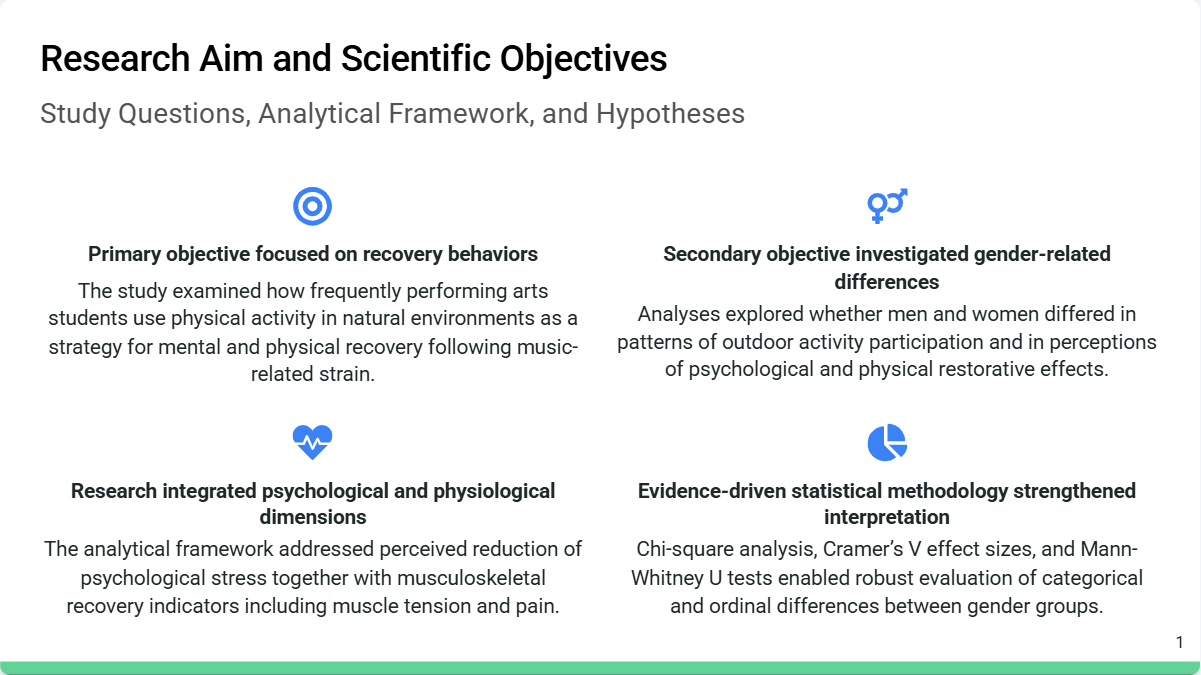 Research Aim and Scientific Objectives
Study Questions, Analytical Framework, and Hypotheses
Primary objective focused on recovery behaviors
The study examined how frequently performing arts
students use physical activity in natural environments as a
strategy for mental and physical recovery following music-
related strain.
Secondary objective investigated gender-related
differences
Analyses explored whether men and women differed in
patterns of outdoor activity participation and in perceptions
of psychological and physical restorative effects.
Research integrated psychological and physiological
dimensions
The analytical framework addressed perceived reduction of
psychological stress together with musculoskeletal
recovery indicators including muscle tension and pain.
Evidence-driven statistical methodology strengthened
interpretation
Chi-square analysis, Cramer’s V effect sizes, and Mann-
Whitney U tests enabled robust evaluation of categorical
and ordinal differences between gender groups.
1